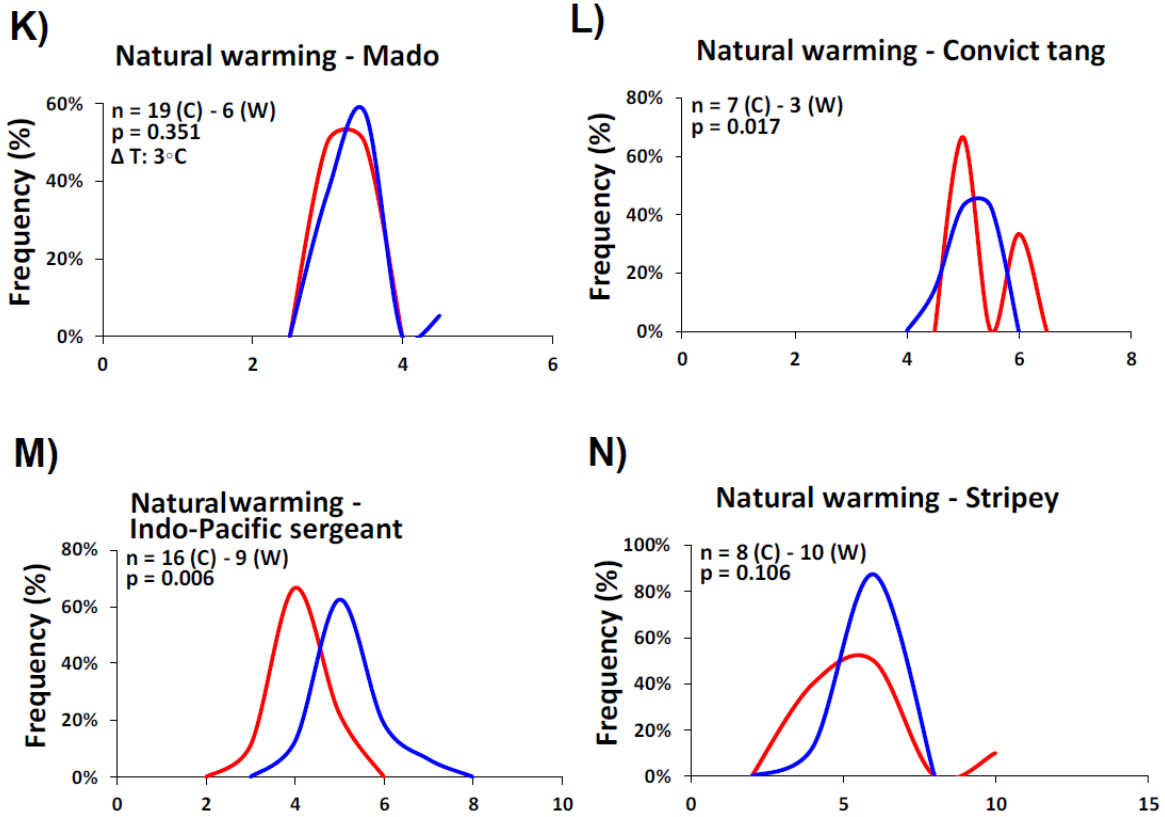 K)
Natural warming - Mado
n = 19 (C) - 6 (W)
p = 0.351
Δ T: 3◦C
Frequency (%)
60%
40%
20%
0%
0 2 4 6
L)
Natural warming - Convict tang
n = 7 (C) - 3 (W)
p = 0.017
Frequency (%)
80%
60%
40%
20%
0%
0 2 4 6 8
M)
Natural warming -
Indo-Pacific sergeant
n = 16 (C) - 9 (W)
p = 0.006
Frequency (%)
80%
60%
40%
20%
0%
0 2 4 6 8 10
N)
Natural warming - Stripey
n = 8 (C) - 10 (W)
p = 0.106
Frequency (%)
100%
80%
60%
40%
20%
0%
0 5 10 15